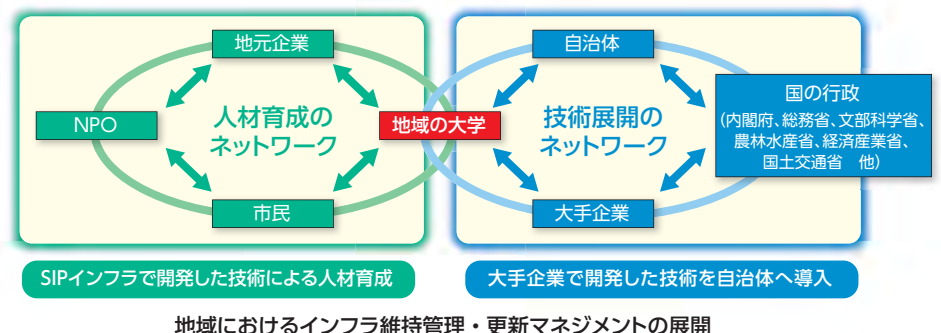 地元企業
NPO
人材育成の
ネットワーク
市民
地域の大学
自治体
技術展開の
ネットワーク
大手企業
国の行政
(内閣府、総務省、文部科学省、
農林水産省、経済産業省、
国土交通省 他)
SIPインフラで開発した技術による人材育成
大手企業で開発した技術を自治体へ導入
地域におけるインフラ維持管理・更新マネジメントの展開